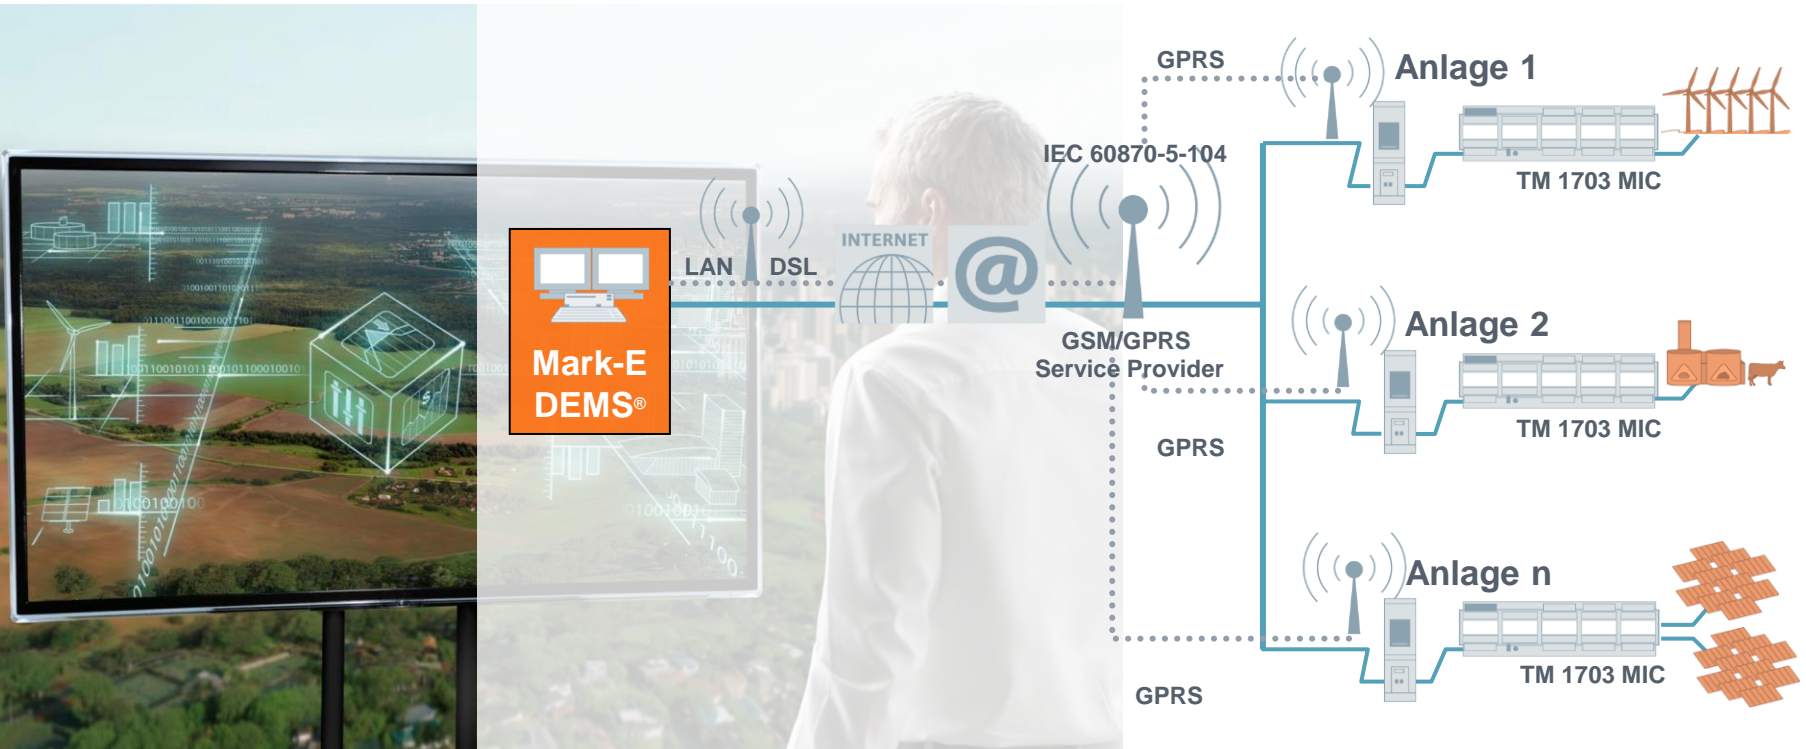 GPRS
Anlage 1
IEC 60870-5-104
TM 1703 MIC
INTERNET
@
LAN
DSL
Mark-E
DEMS®
GSM/GPRS
Service Provider
Anlage 2
TM 1703 MIC
GPRS
Anlage n
TM 1703 MIC
GPRS